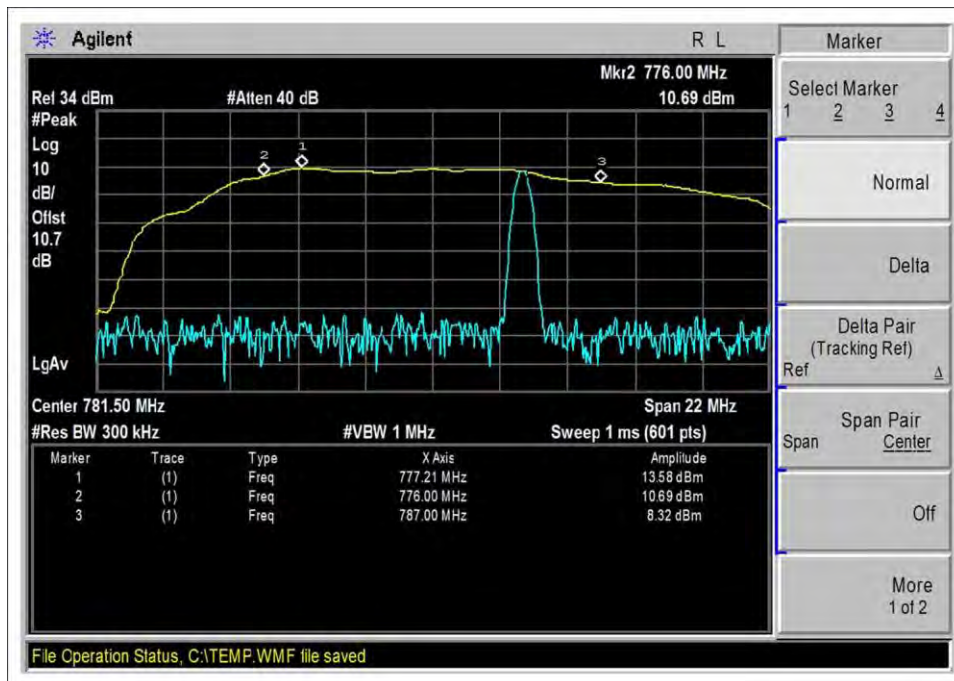 Agilent R L
Mkr2 776.00 MHz
Ref 34 dBm #Atten 40 dB 10.69 dBm
#Peak
Log
10
dB/
Offst
10.7
dB
LgAv
2 1 3
Center 781.50 MHz Span 22 MHz
#Res BW 300 kHz #VBW 1 MHz Sweep 1 ms (601 pts)
Marker Trace Type X Axis Amplitude
1 (1) Freq 777.21 MHz 13.58 dBm
2 (1) Freq 776.00 MHz 10.69 dBm
3 (1) Freq 787.00 MHz 8.32 dBm
File Operation Status, C:\TEMP.WMF file saved
Marker
Select Marker
1 2 3 4
Normal
Delta
Delta Pair
(Tracking Ref)
Ref Δ
Span Pair
Span Center
Off
More
1 of 2